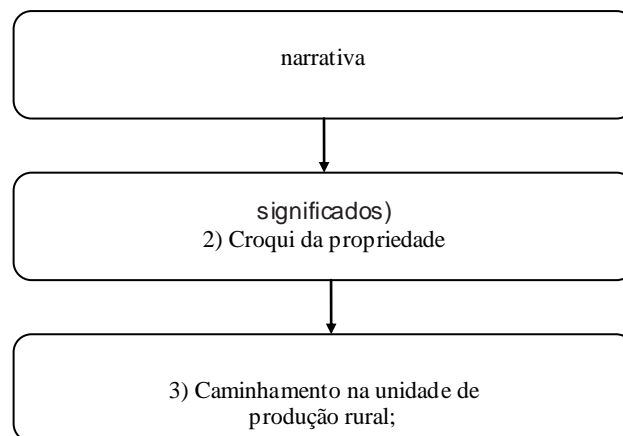 narrativa
significados)
2) Croqui da propriedade
3) Caminhamento na unidade de
produção rural;